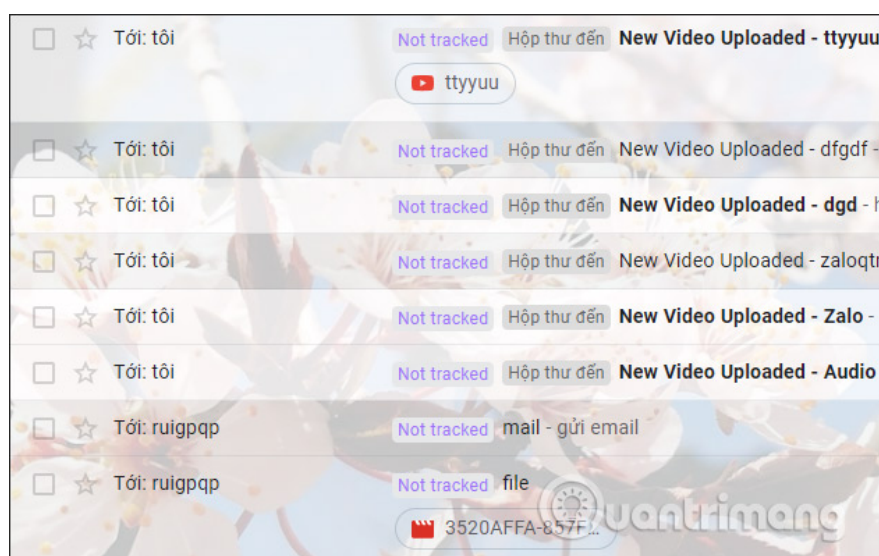 Tới: tôi Not tracked Hộp thư đến New Video Uploaded - ttyyuu
ttyyuu
Tới: tôi Not tracked Hộp thư đến New Video Uploaded - dfgdf -
Tới: tôi Not tracked Hộp thư đến New Video Uploaded - dgd - h
Tới: tôi Not tracked Hộp thư đến New Video Uploaded - zaloqtr
Tới: tôi Not tracked Hộp thư đến New Video Uploaded - Zalo -
Tới: tôi Not tracked Hộp thư đến New Video Uploaded - Audio
Tới: ruigpqp Not tracked mail - gửi email
Tới: ruigpqp Not tracked file
3520AFFA-857F...
Quantrimang